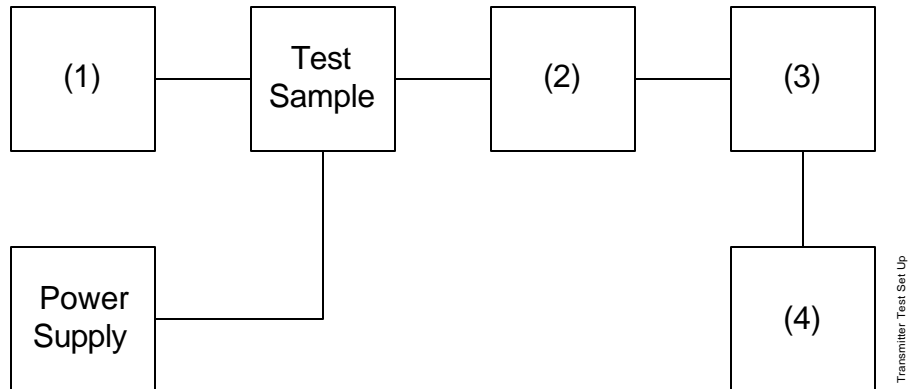 (1)
Test
Sample
(2)
(3)
Power
Supply
(4)
Transmitter Test Set Up